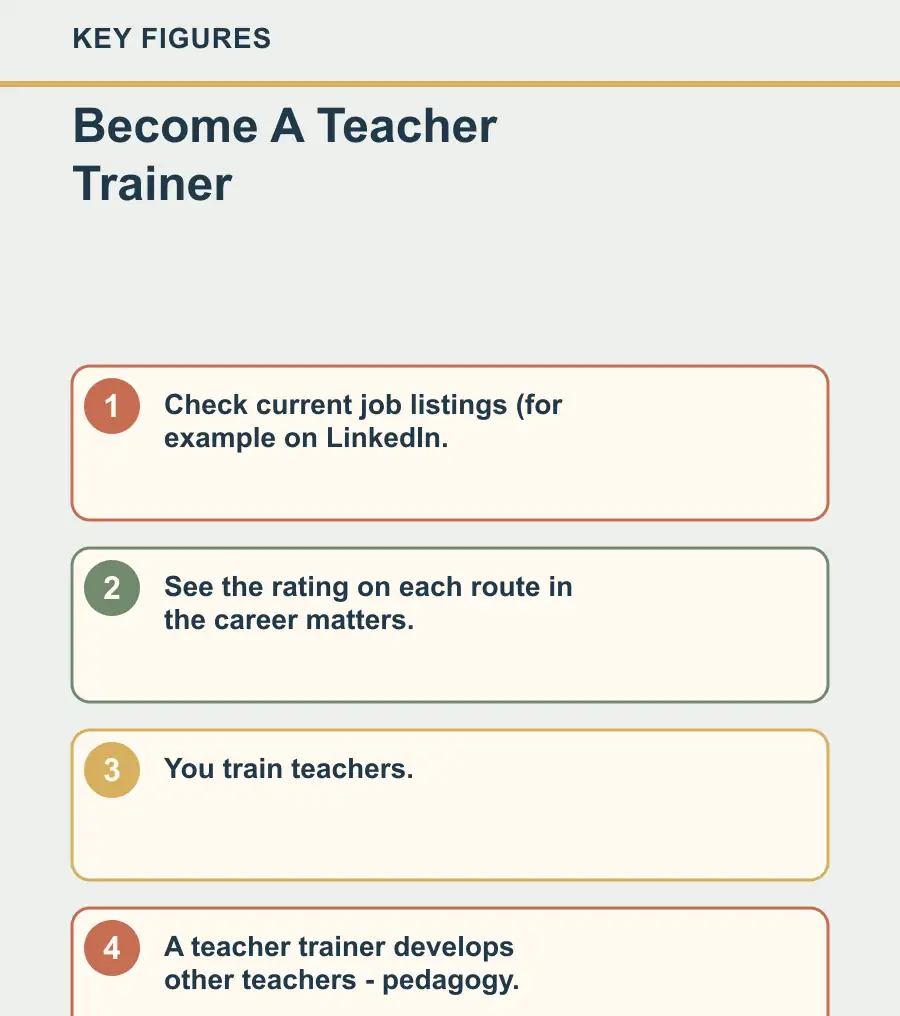 KEY FIGURES
Become A Teacher
Trainer
1
Check current job listings (for
example on LinkedIn.
2
See the rating on each route in
the career matters.
3
You train teachers.
4
A teacher trainer develops
other teachers - pedagogy.